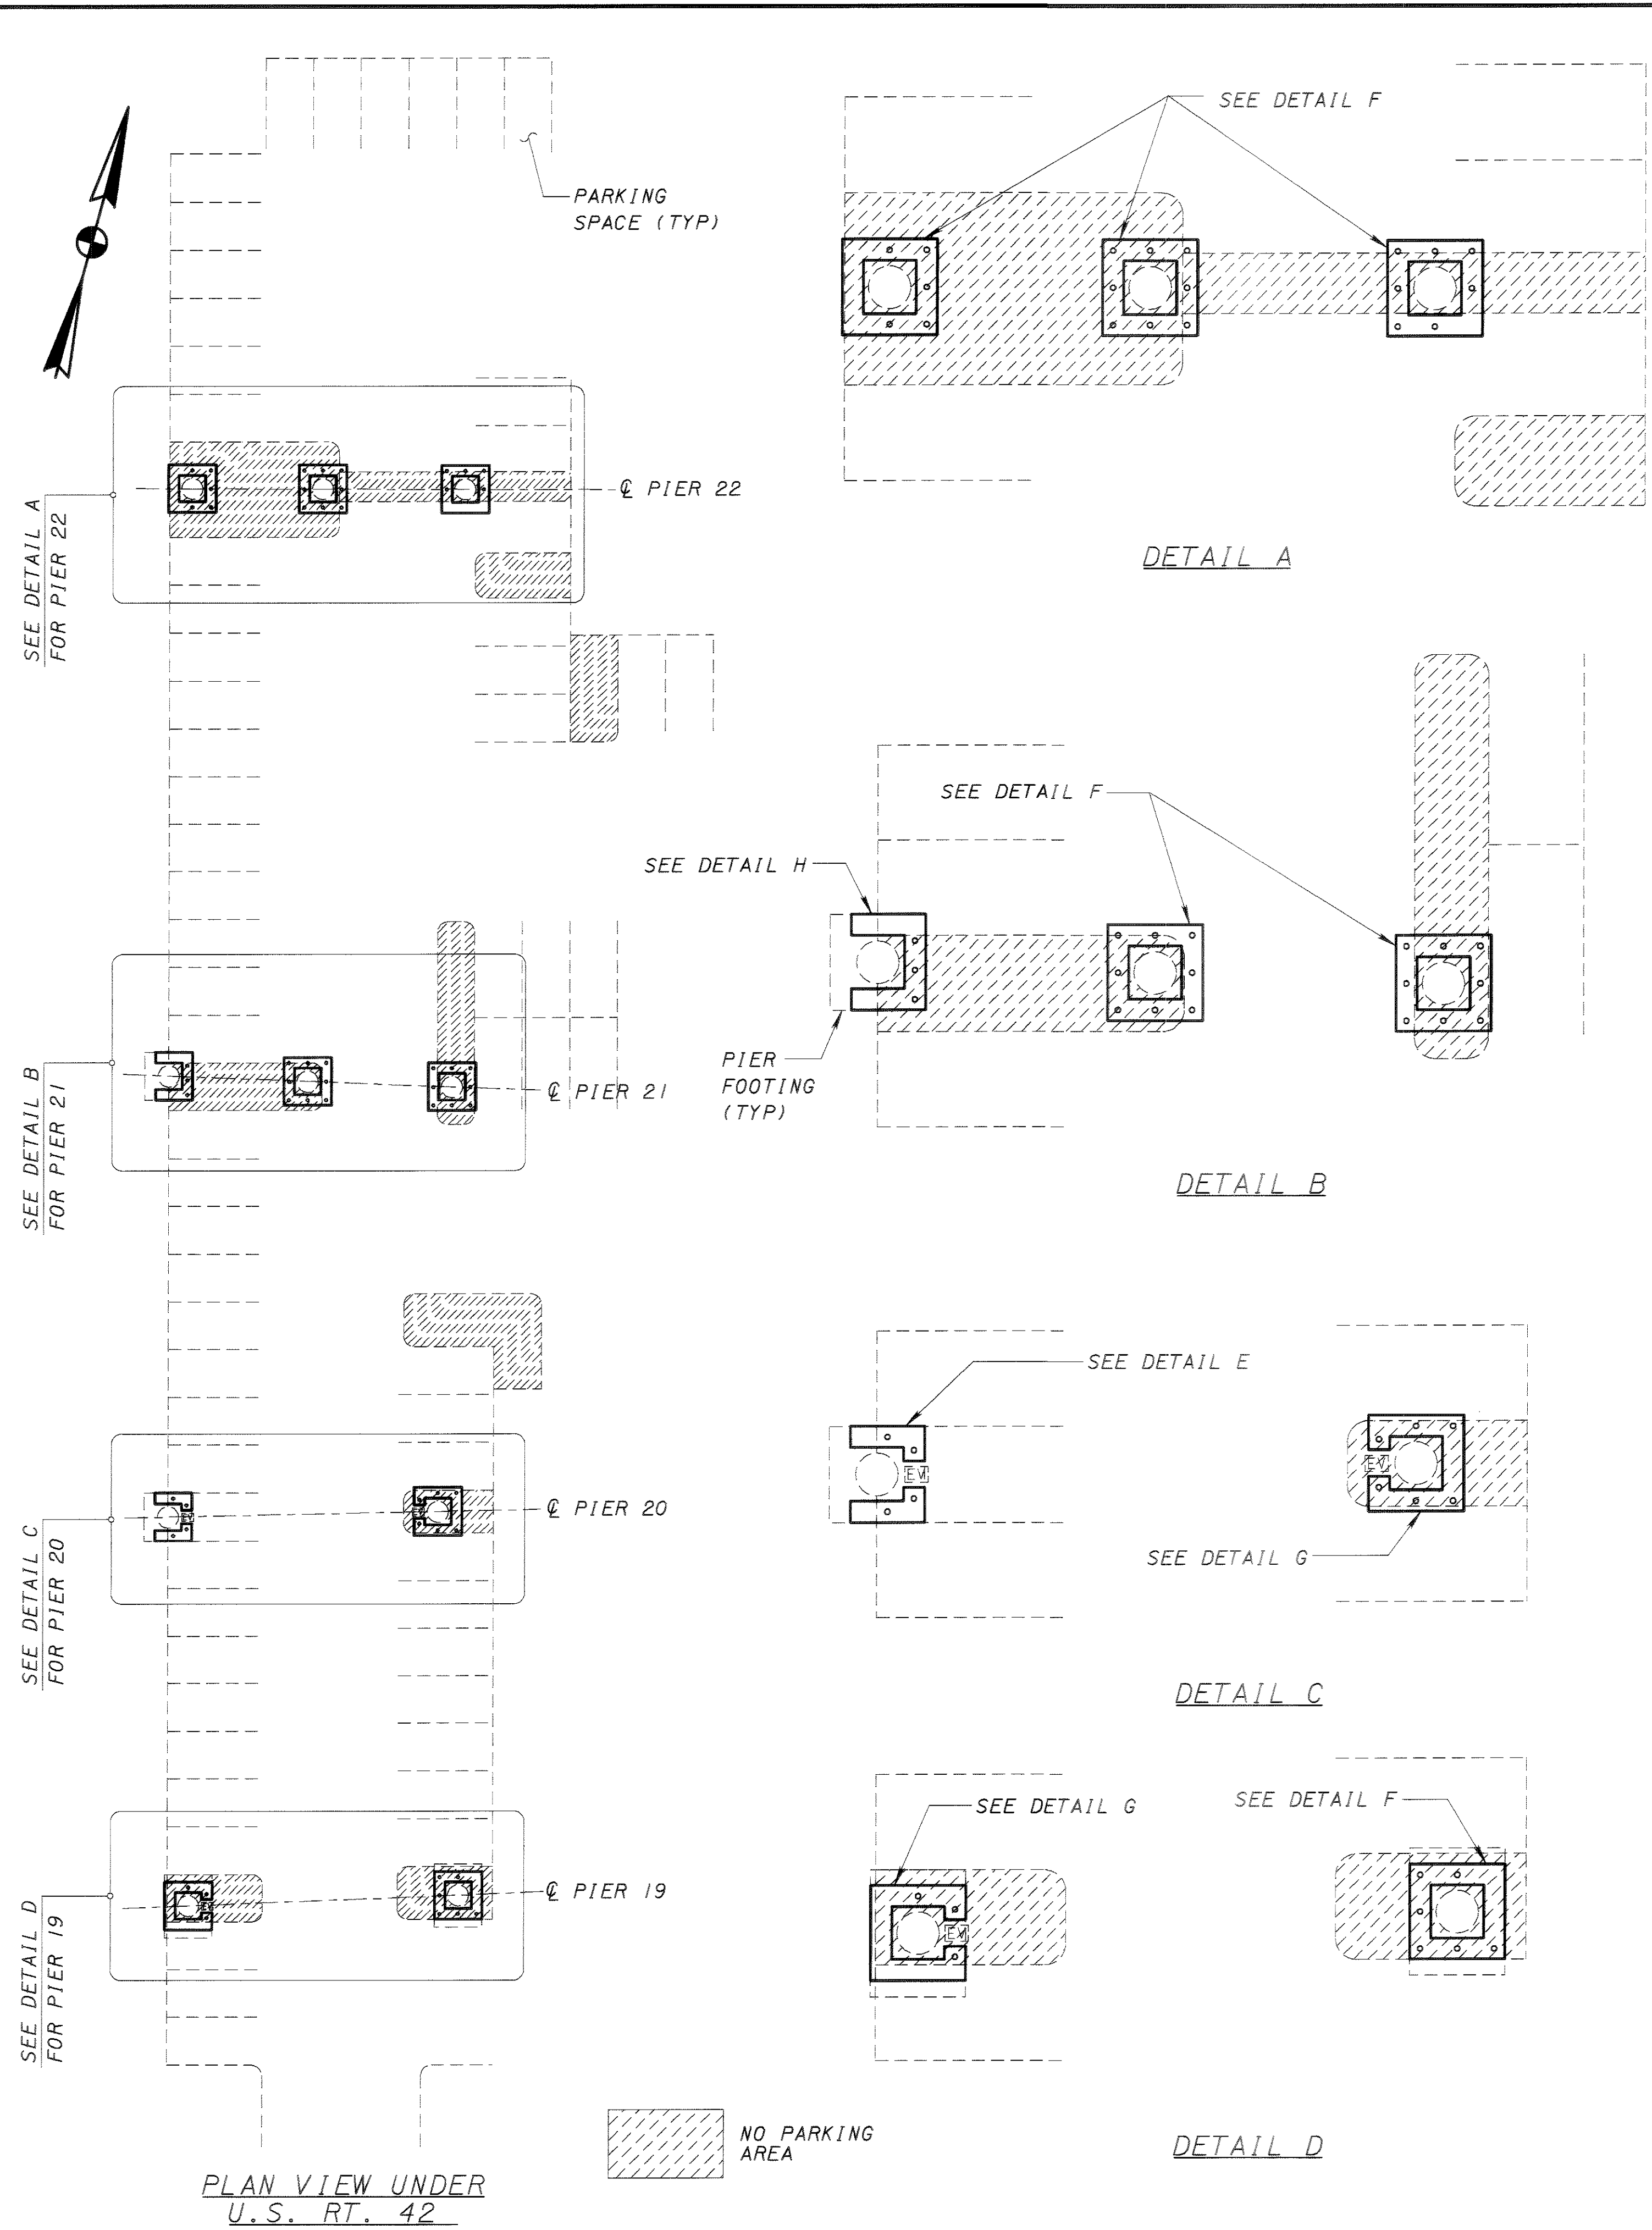 PARKING
SPACE (TYP)
SEE DETAIL A
FOR PIER 22
℄ PIER 22
SEE DETAIL B
FOR PIER 21
℄ PIER 21
SEE DETAIL C
FOR PIER 20
EV
EV
℄ PIER 20
SEE DETAIL D
FOR PIER 19
EV
℄ PIER 19
PLAN VIEW UNDER
U.S. RT. 42
NO PARKING
AREA
SEE DETAIL F
DETAIL A
SEE DETAIL F
SEE DETAIL H
PIER
FOOTING
(TYP)
DETAIL B
SEE DETAIL E
EV
EV
SEE DETAIL G
DETAIL C
SEE DETAIL G
SEE DETAIL F
EV
DETAIL D